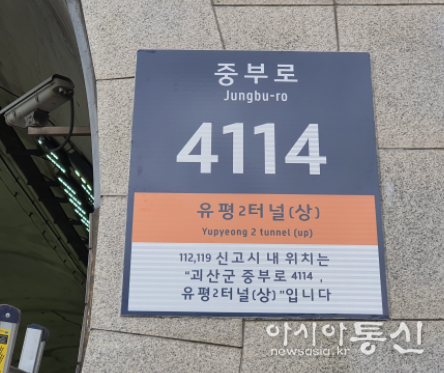 중부로
Jungbu-ro
4114
유평2터널(상)
Yupyeong 2 tunnel (up)
112,119 신고시 내 위치는
"괴산군 중부로 4114 ,
유평2터널(상)"입니다
아시아통신
newsasia.kr